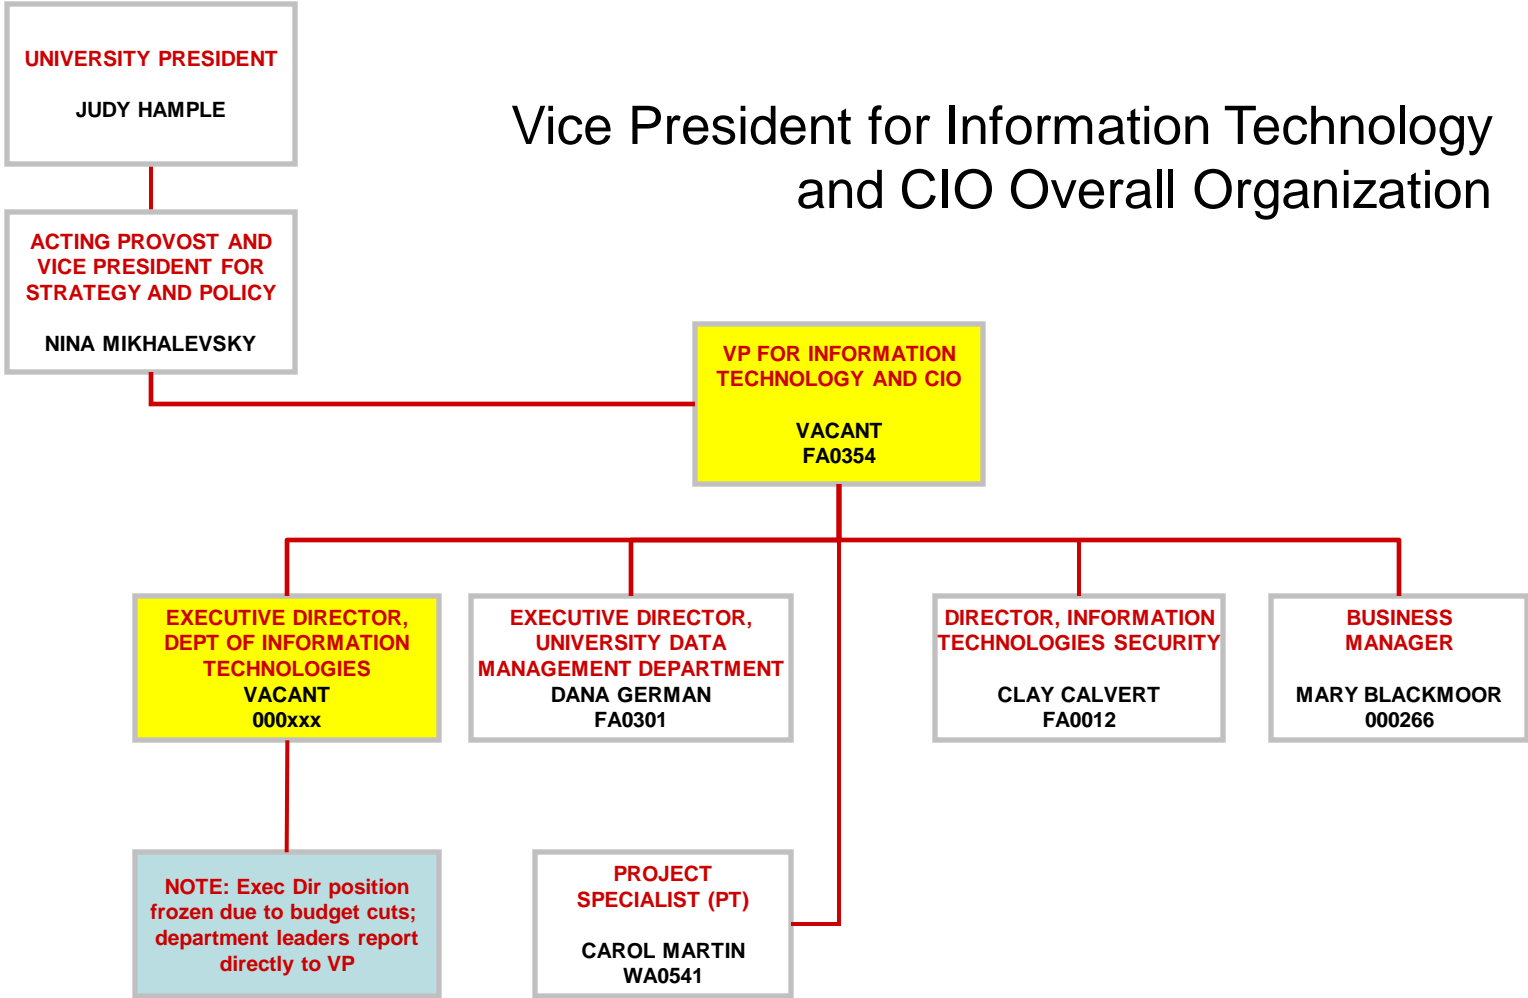 UNIVERSITY PRESIDENT
JUDY HAMPLE
Vice President for Information Technology
and CIO Overall Organization
ACTING PROVOST AND
VICE PRESIDENT FOR
STRATEGY AND POLICY
NINA MIKHALEVSKY
VP FOR INFORMATION
TECHNOLOGY AND CIO
VACANT
FA0354
EXECUTIVE DIRECTOR,
DEPT OF INFORMATION
TECHNOLOGIES
VACANT
000xxx
EXECUTIVE DIRECTOR,
UNIVERSITY DATA
MANAGEMENT DEPARTMENT
DANA GERMAN
FA0301
DIRECTOR, INFORMATION
TECHNOLOGIES SECURITY
CLAY CALVERT
FA0012
BUSINESS
MANAGER
MARY BLACKMOOR
000266
NOTE: Exec Dir position
frozen due to budget cuts;
department leaders report
directly to VP
PROJECT
SPECIALIST (PT)
CAROL MARTIN
WA0541